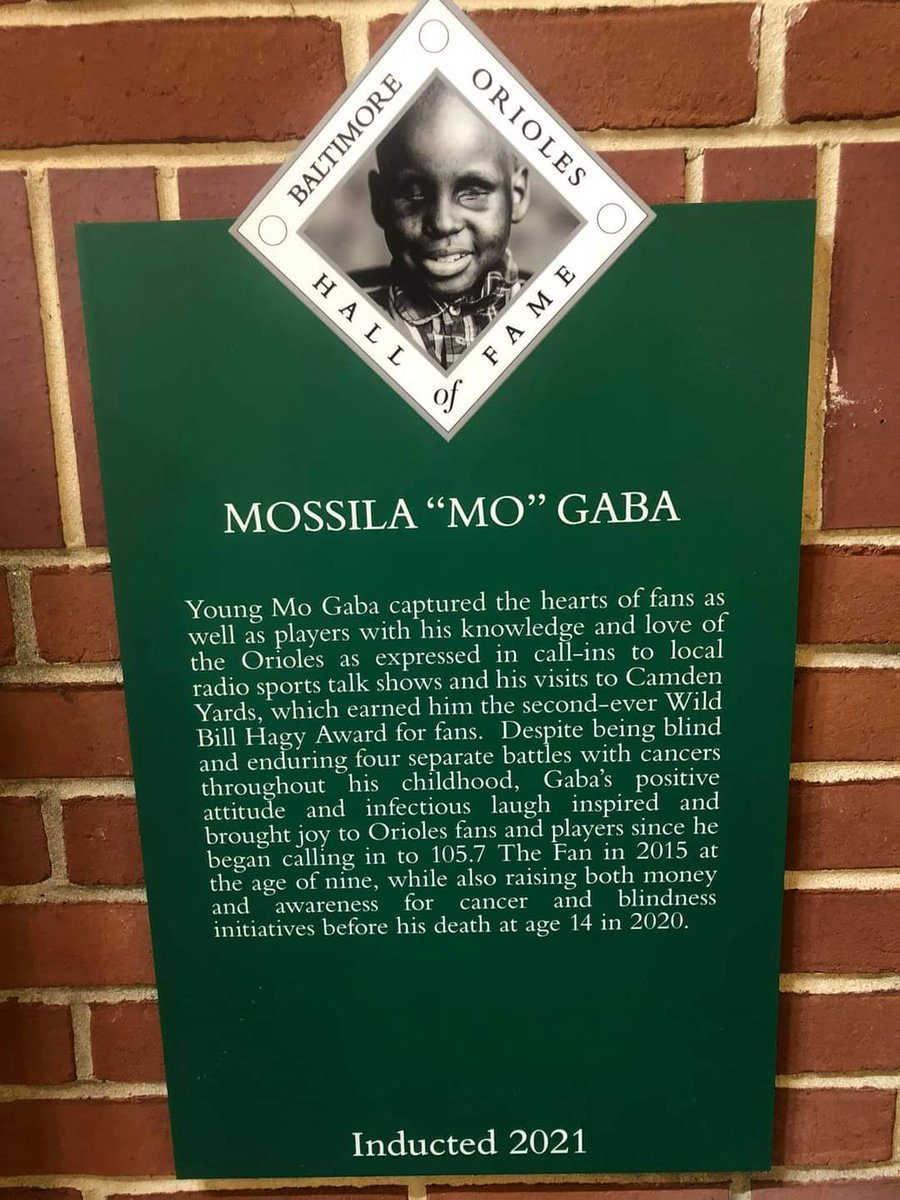 BALTIMORE
ORIOLES
HALL
of
FAME
MOSSILA “MO” GABA
Young Mo Gaba captured the hearts of fans as
well as players with his knowledge and love of
the Orioles as expressed in call-ins to local
radio sports talk shows and his visits to Camden
Yards, which earned him the second-ever Wild
Bill Hagy Award for fans. Despite being blind
and enduring four separate battles with cancers
throughout his childhood, Gaba’s positive
attitude and infectious laugh inspired and
brought joy to Orioles fans and players since he
began calling in to 105.7 The Fan in 2015 at
the age of nine, while also raising both money
and awareness for cancer and blindness
initiatives before his death at age 14 in 2020.
Inducted 2021